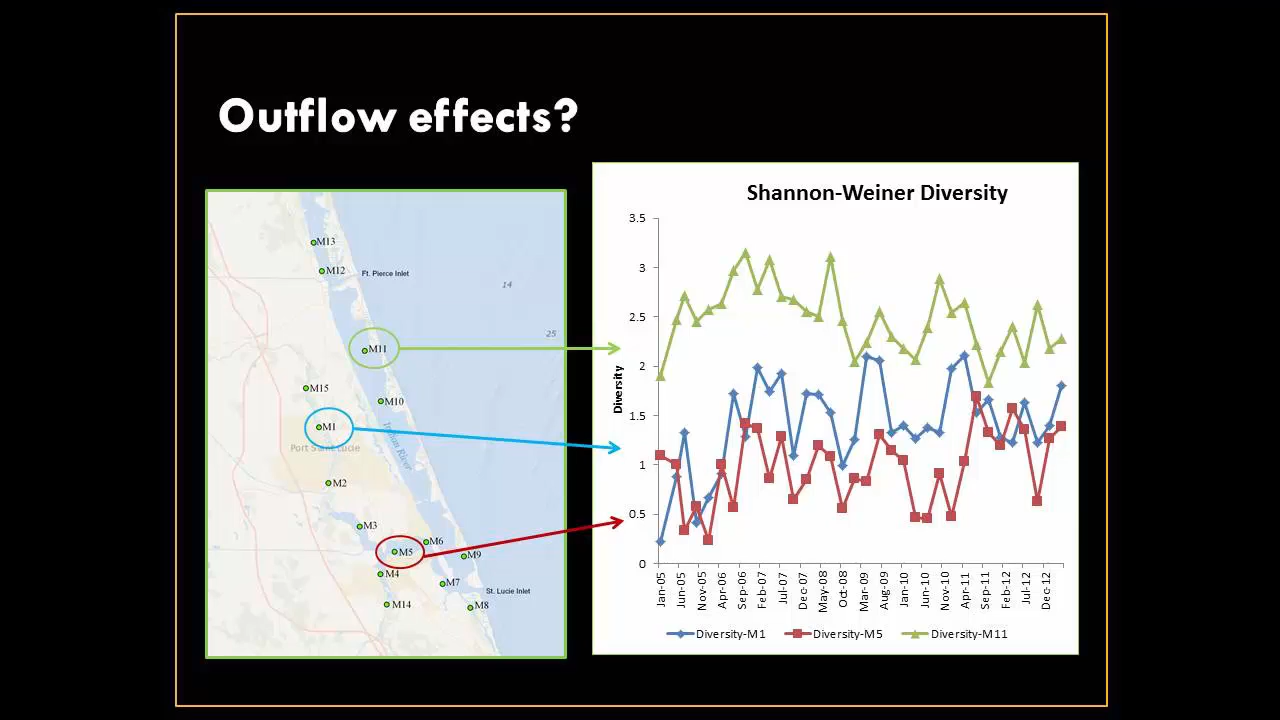 Outflow effects?
M13
M12
Ft. Pierce Inlet
14
25
M11
M15
M10
M1
Port Saint Lucie
Indian River
M2
M3
M5
M6
M9
M4
M7
St. Lucie Inlet
M14
M8
Shannon-Weiner Diversity
Diversity
3.5
3
2.5
2
1.5
1
0.5
0
Jan-05
Jun-05
Nov-05
Apr-06
Sep-06
Feb-07
Jul-07
Dec-07
May-08
Oct-08
Mar-09
Aug-09
Jan-10
Jun-10
Nov-10
Apr-11
Sep-11
Feb-12
Jul-12
Dec-12
Diversity-M1 Diversity-M5 Diversity-M11